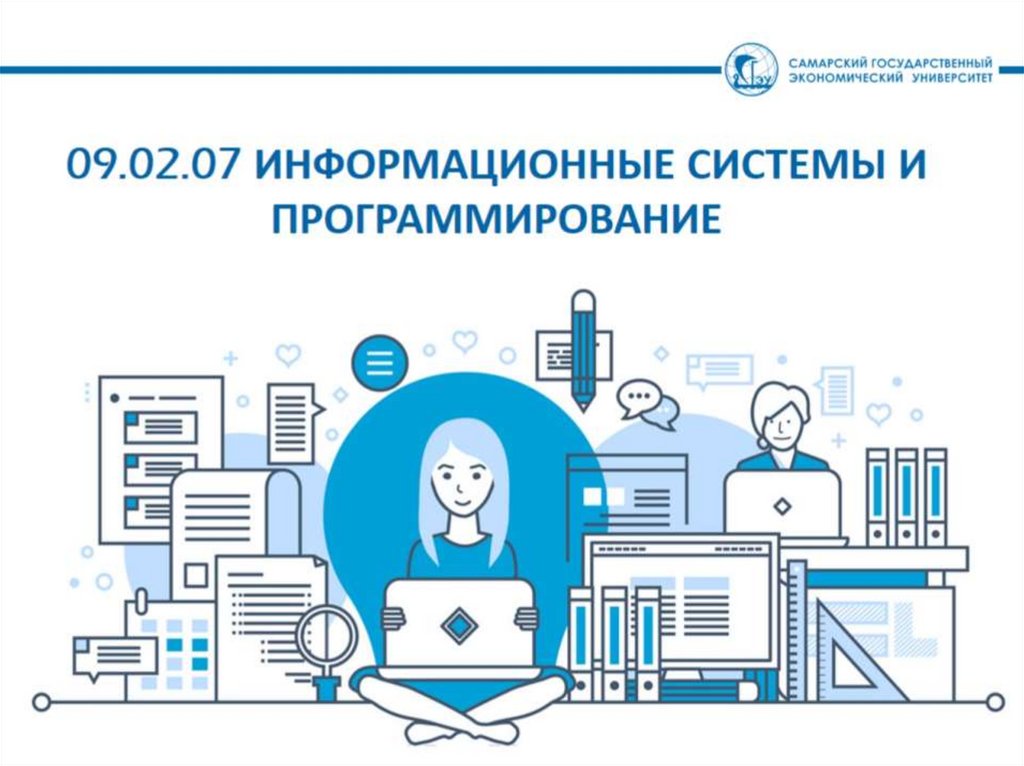 САМАРСКИЙ ГОСУДАРСТВЕННЫЙ
ЭКОНОМИЧЕСКИЙ УНИВЕРСИТЕТ
09.02.07 ИНФОРМАЦИОННЫЕ СИСТЕМЫ И
ПРОГРАММИРОВАНИЕ